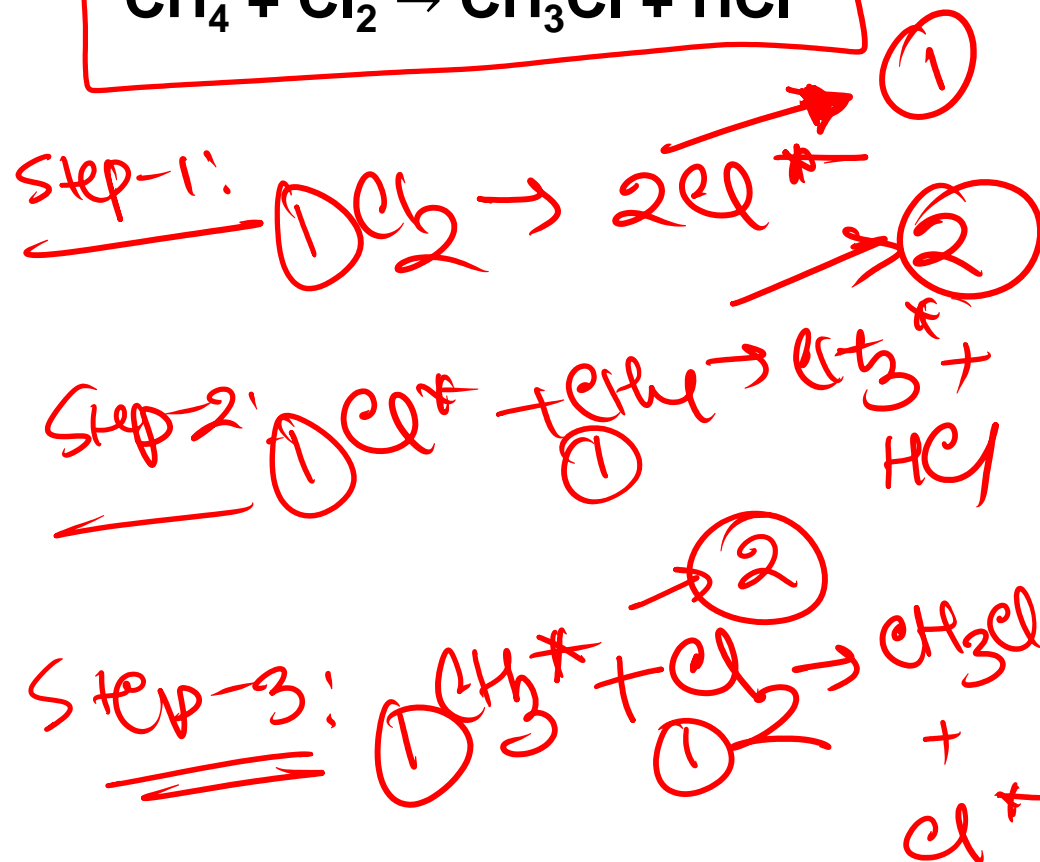 CH₄ + Cl₂ → CH₃Cl + HCl
①
Step-1: ① Cl₂ → 2Cl*
②
Step-2: ① Cl* + CH₄ → CH₃* +
① HCl
②
Step-3: ① CH₃* + Cl₂ → CH₃Cl
① +
Cl*